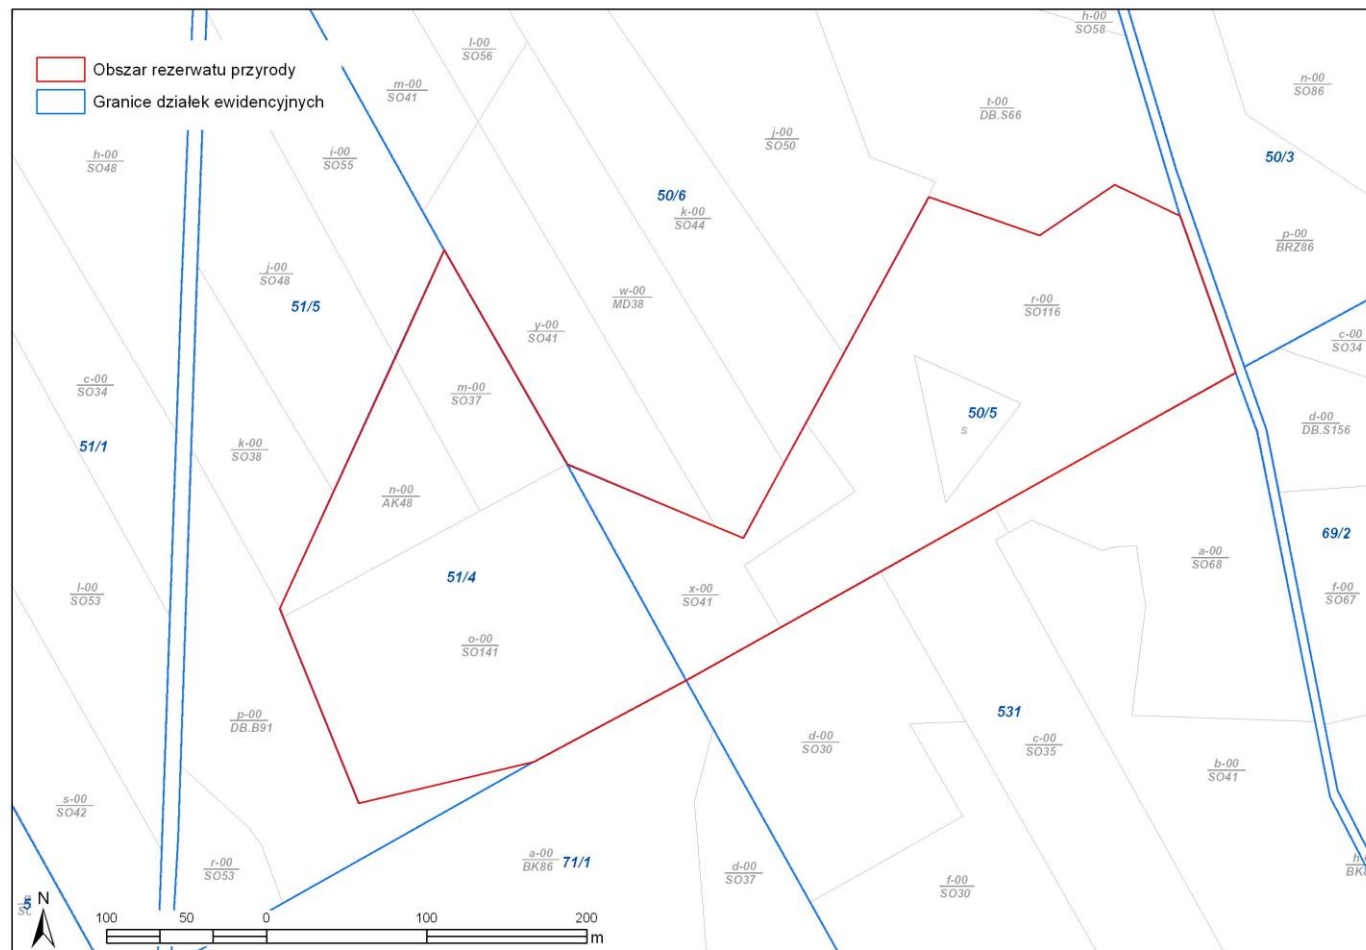 h-00
SO58
l-00
SO56
Obszar rezerwatu przyrody
m-00
SO41
n-00
SO86
Granice działek ewidencyjnych
t-00
DB.S66
j-00
SO50
h-00
SO48
i-00
SO55
50/3
50/6
k-00
SO44
p-00
BRZ86
j-00
SO48
51/5
w-00
MD38
r-00
SO116
y-00
SO41
c-00
SO34
c-00
SO34
m-00
SO37
50/5
s
d-00
DB.S156
51/1
k-00
SO38
n-00
AK48
69/2
a-00
SO68
51/4
l-00
SO53
x-00
SO41
f-00
SO67
o-00
SO141
p-00
DB.B91
531
d-00
SO30
c-00
SO35
b-00
SO41
s-00
SO42
r-00
SO53
a-00
BK86
71/1
d-00
SO37
f-00
SO30
N
5
100 50 0 100 200
m